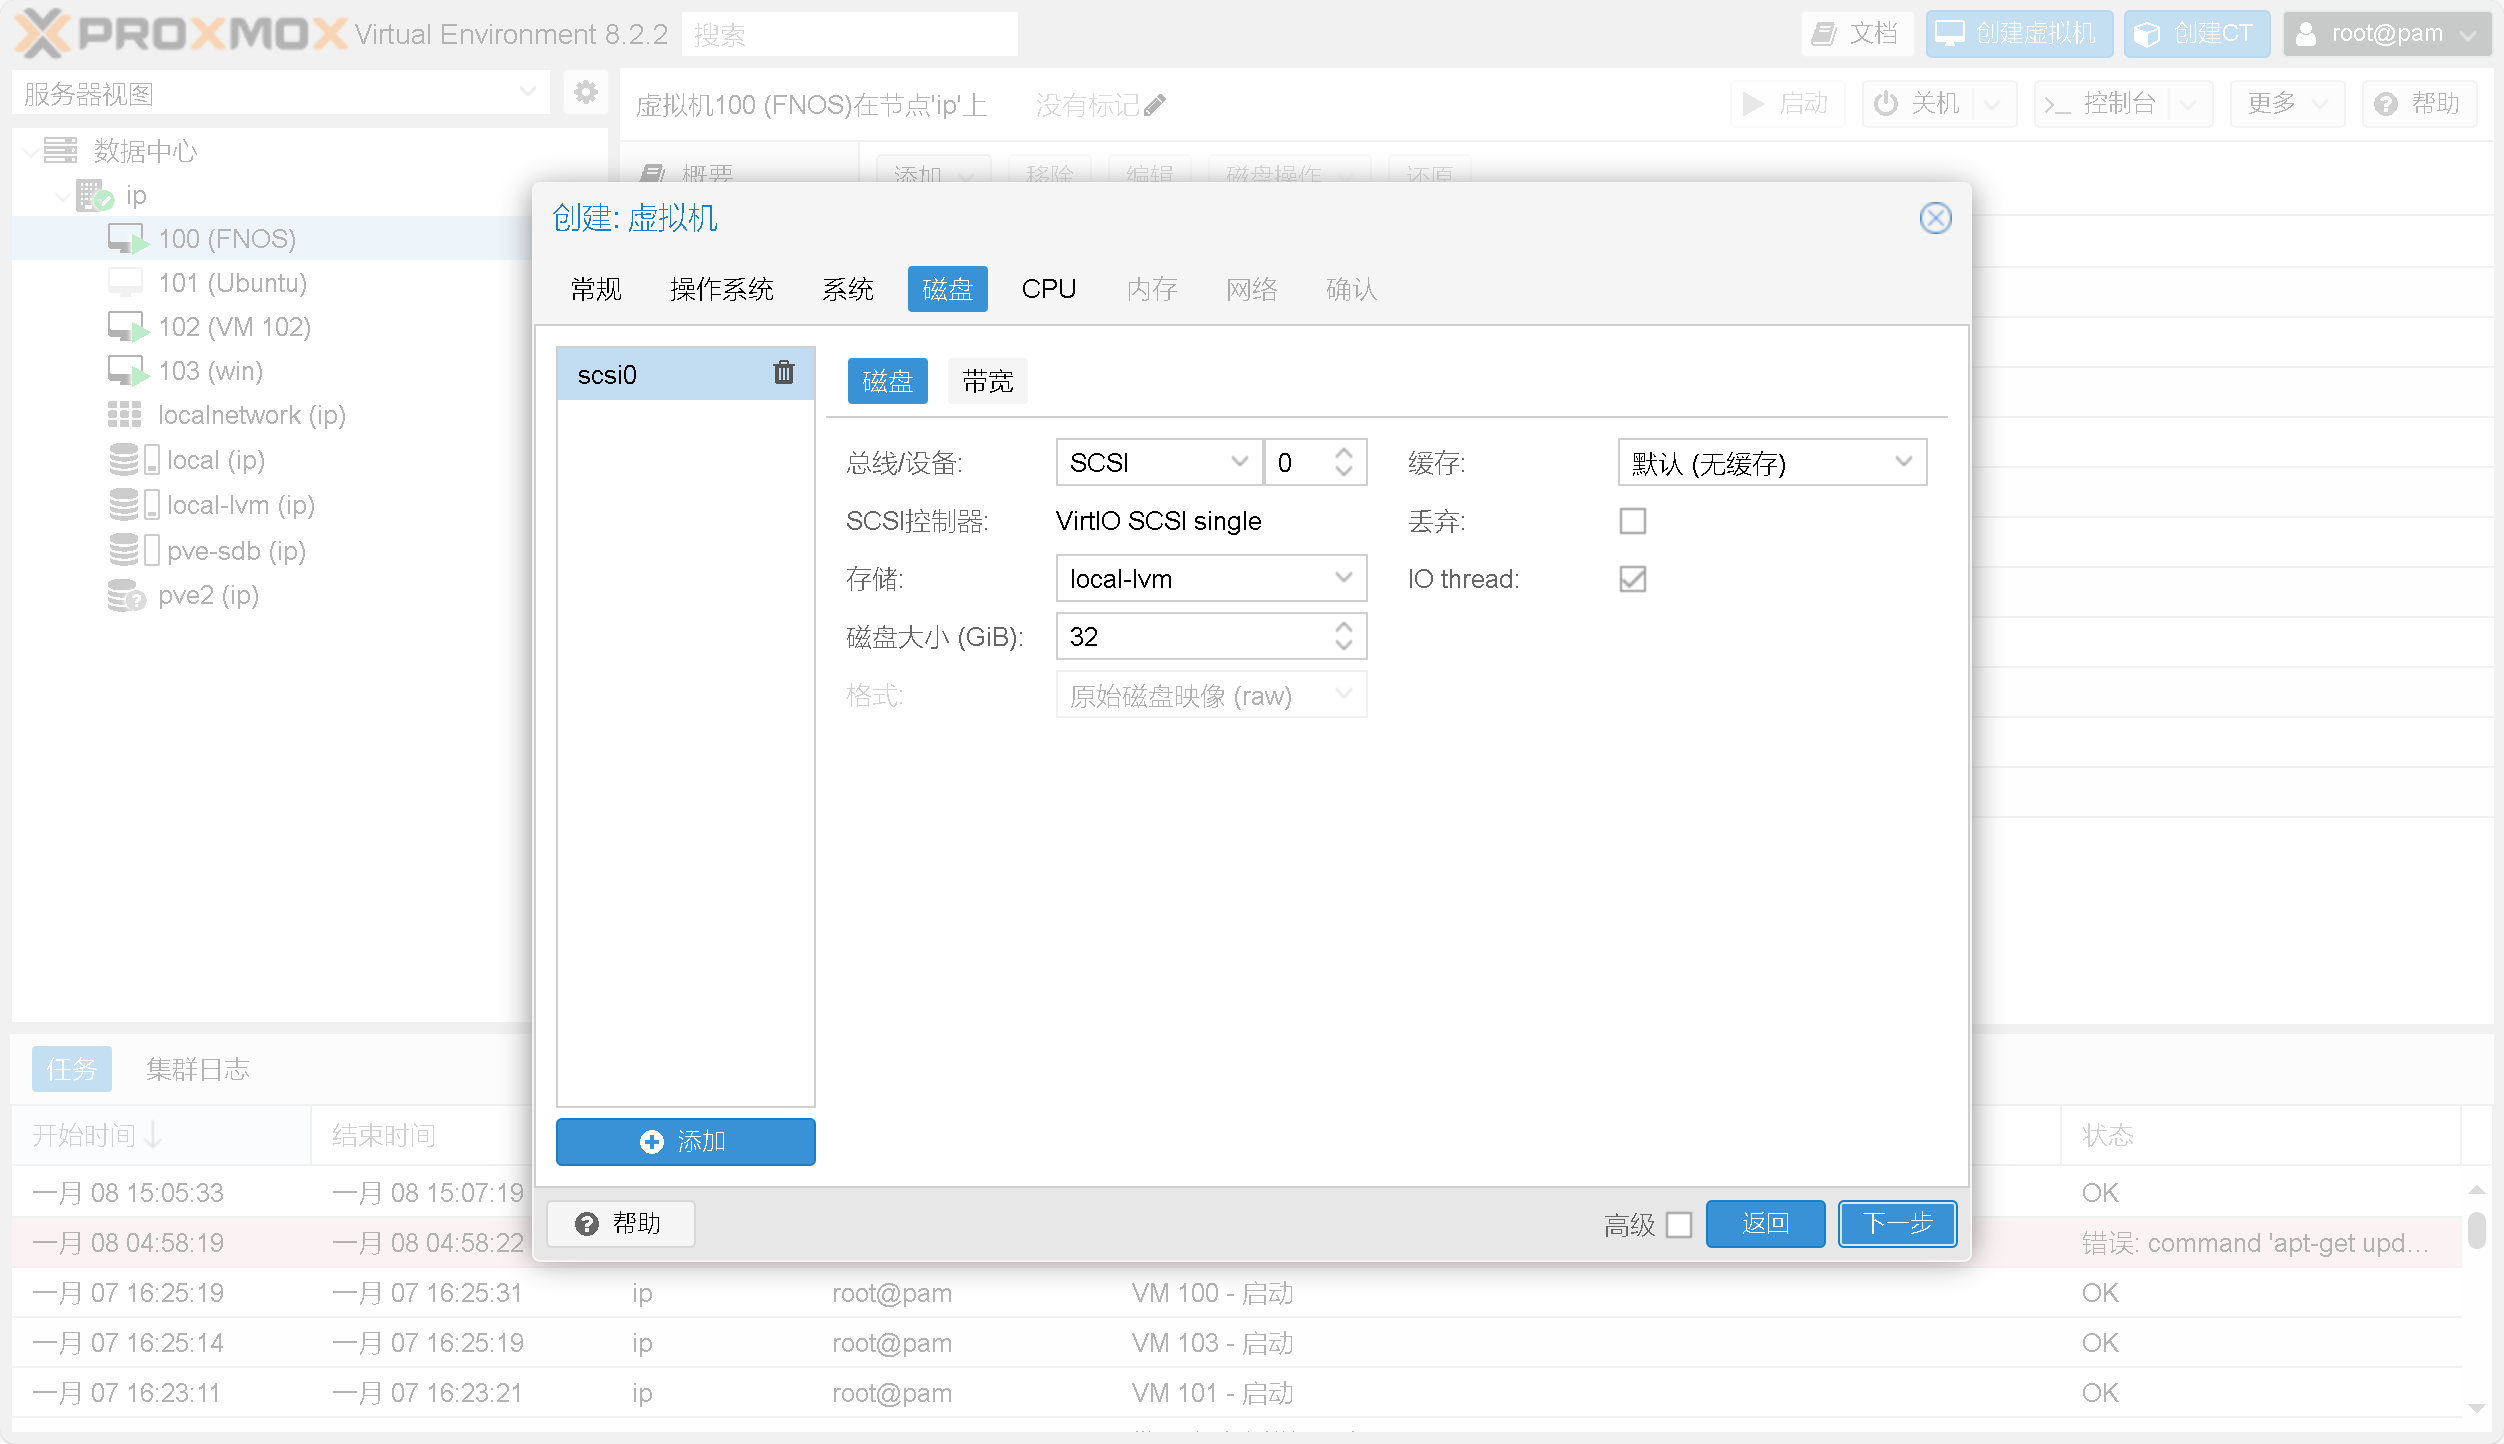 PROXMOX Virtual Environment 8.2.2
搜索
文档
创建虚拟机
创建CT
root@pam
服务器视图
虚拟机100 (FNOS)在节点'ip'上
没有标记
启动
关机
控制台
更多
帮助
数据中心
ip
100 (FNOS)
101 (Ubuntu)
102 (VM 102)
103 (win)
localnetwork (ip)
local (ip)
local-lvm (ip)
pve-sdb (ip)
pve2 (ip)
概要
添加
移除
编辑
磁盘操作
还原
创建: 虚拟机
常规
操作系统
系统
磁盘
CPU
内存
网络
确认
scsi0
添加
磁盘
带宽
总线/设备:
SCSI
0
缓存:
默认 (无缓存)
SCSI控制器:
VirtIO SCSI single
丢弃:
存储:
local-lvm
IO thread:
磁盘大小 (GiB):
32
格式:
原始磁盘映像 (raw)
帮助
高级
返回
下一步
任务
集群日志
开始时间
结束时间
状态
一月 08 15:05:33
一月 08 15:07:19
OK
一月 08 04:58:19
一月 08 04:58:22
错误: command 'apt-get upd...
一月 07 16:25:19
一月 07 16:25:31
ip
root@pam
VM 100 - 启动
OK
一月 07 16:25:14
一月 07 16:25:19
ip
root@pam
VM 103 - 启动
OK
一月 07 16:23:11
一月 07 16:23:21
ip
root@pam
VM 101 - 启动
OK